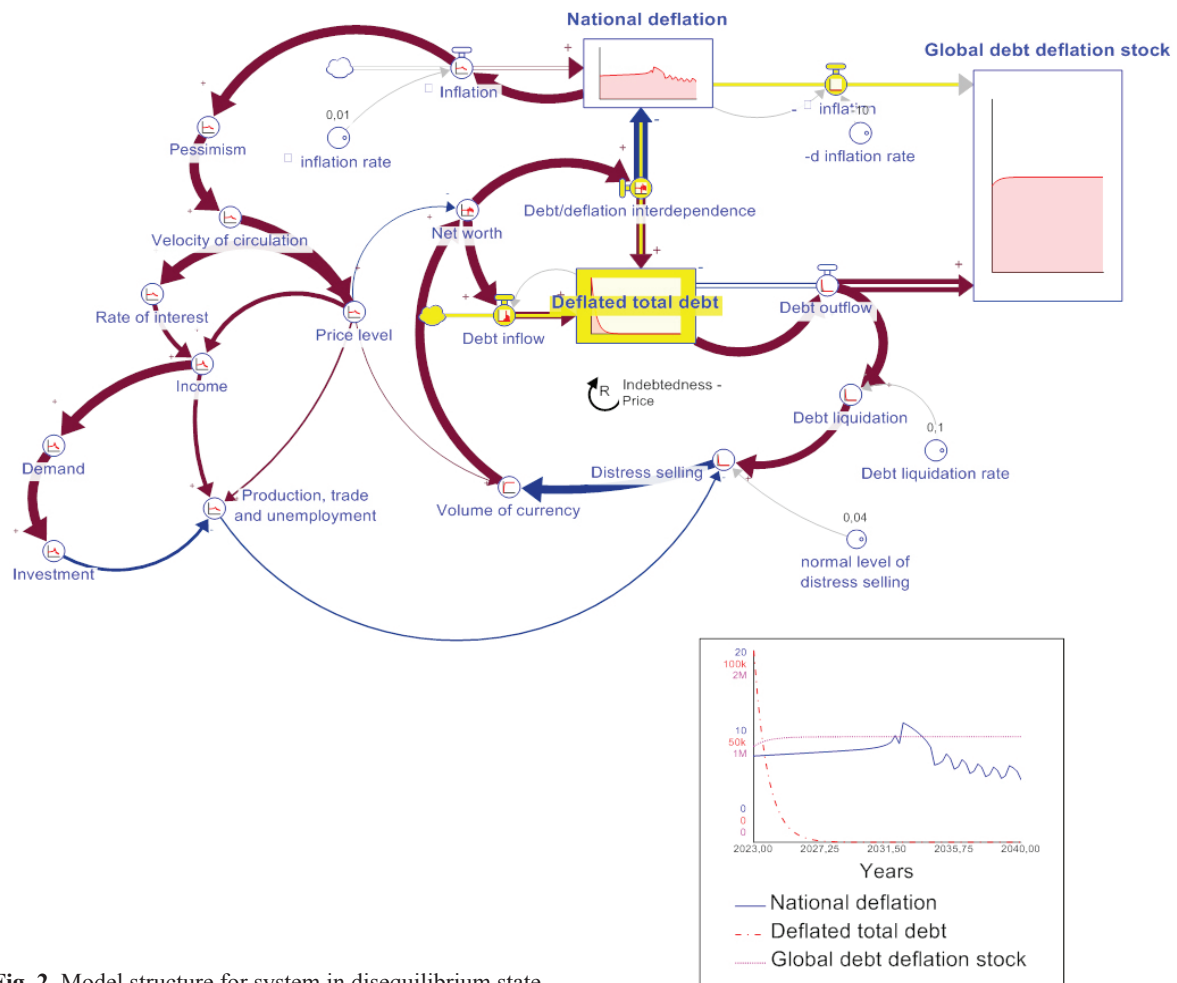 National deflation
Global debt deflation stock
Inflation
0,01
inflation rate
- inflation
-d inflation rate
Pessimism
Velocity of circulation
Net worth
Debt/deflation interdependence
Rate of interest
Price level
Deflated total debt
Debt inflow
Debt outflow
Income
R
Indebtedness -
Price
Debt liquidation
0,1
Debt liquidation rate
Demand
Distress selling
Production, trade
and unemployment
Volume of currency
0,04
normal level of
distress selling
Investment
20
100k
2M
10
50k
1M
0
0
0
2023,00 2027,25 2031,50 2035,75 2040,00
Years
National deflation
Deflated total debt
Global debt deflation stock
Fig. 2. Model structure for system in disequilibrium state